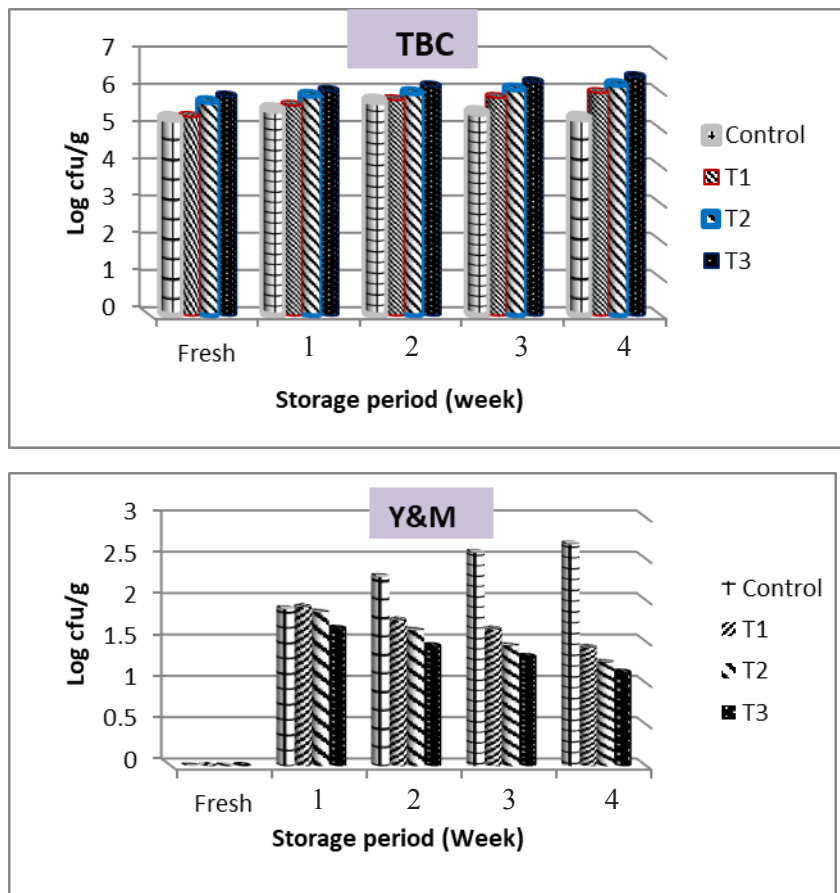 TBC
7
6
5
4
3
2
1
0
Log cfu/g
Fresh 1 2 3 4
Storage period (week)
Control
T1
T2
T3
Y&M
3
2.5
2
1.5
1
0.5
0
Log cfu/g
Fresh 1 2 3 4
Storage period (Week)
Control
T1
T2
T3